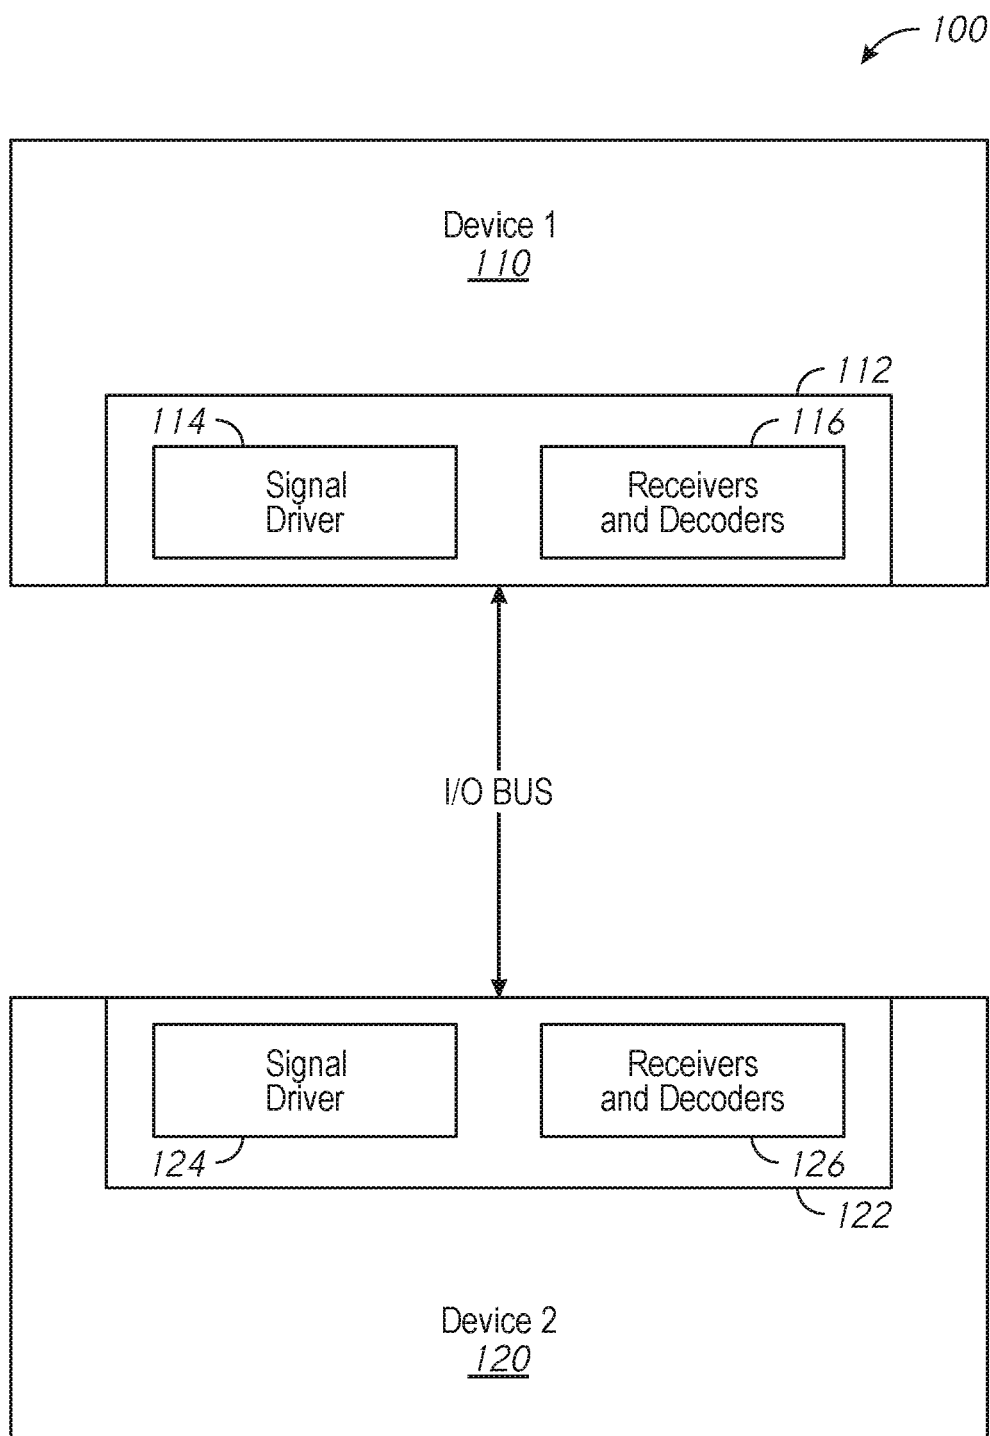 100
Device 1
110
112
114
116
Signal
Driver
Receivers
and Decoders
I/O BUS
Signal
Driver
Receivers
and Decoders
124
126
122
Device 2
120